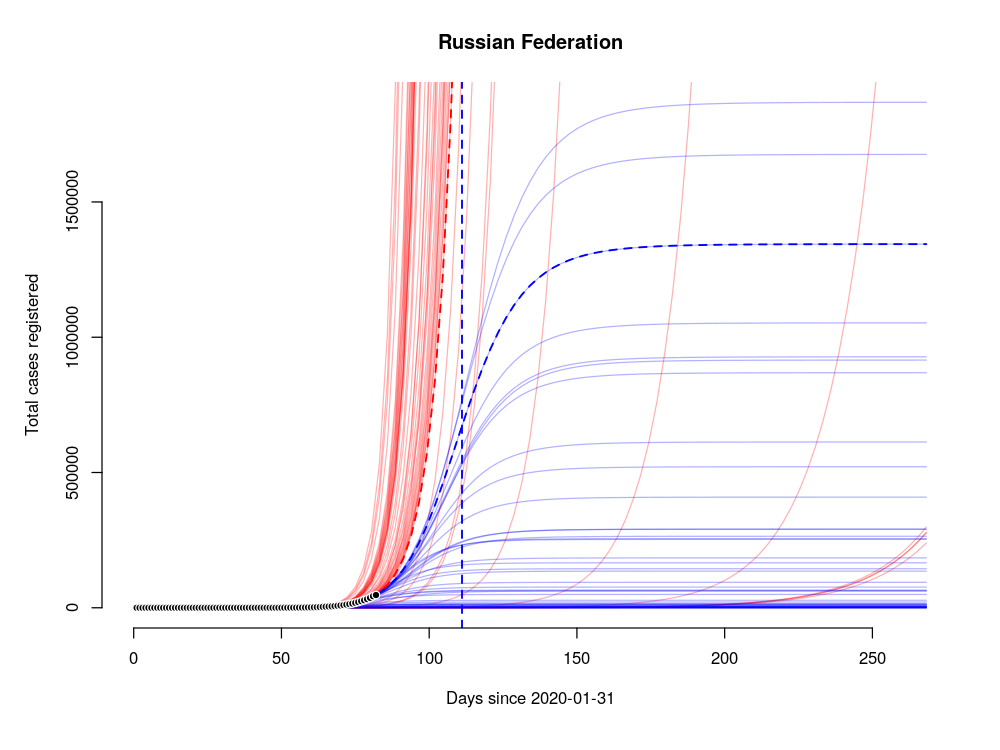 Russian Federation
Total cases registered
1500000
1000000
500000
0
0 50 100 150 200 250
Days since 2020-01-31